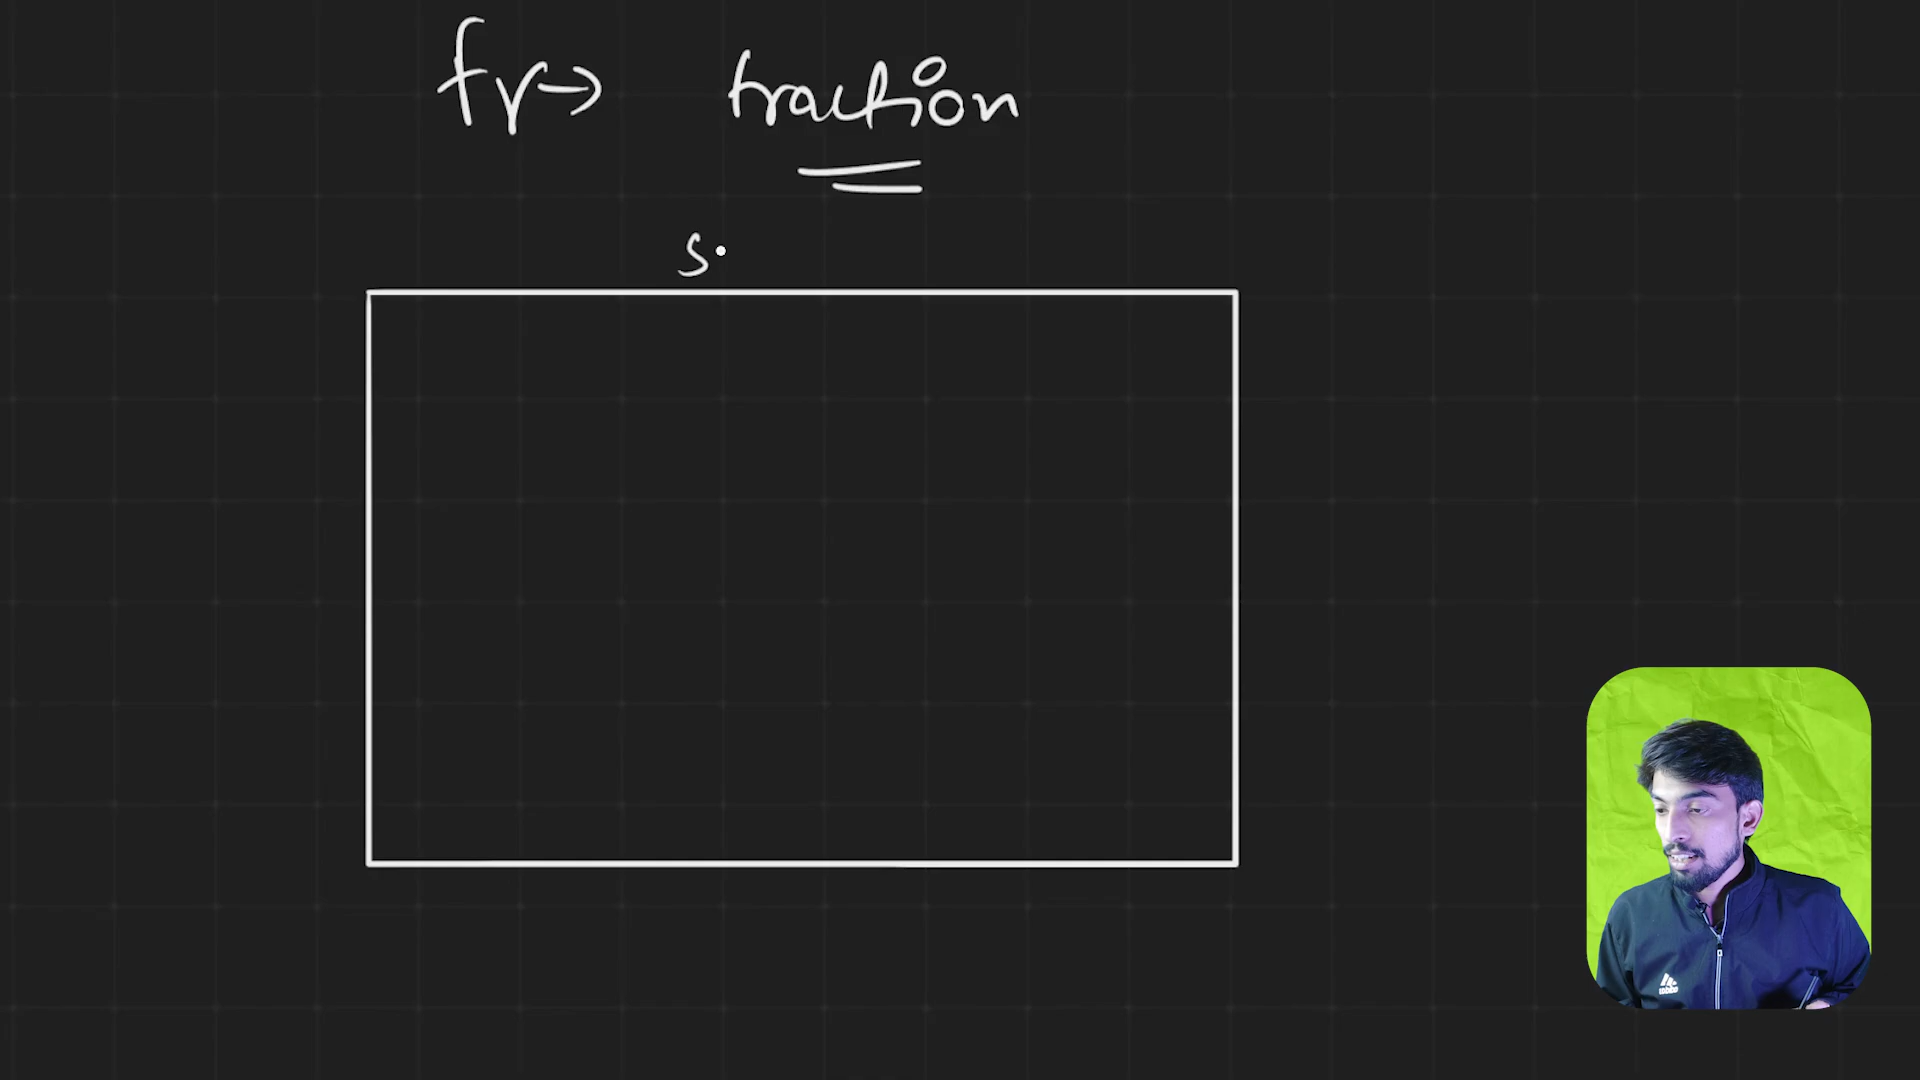 fr → fraction
s